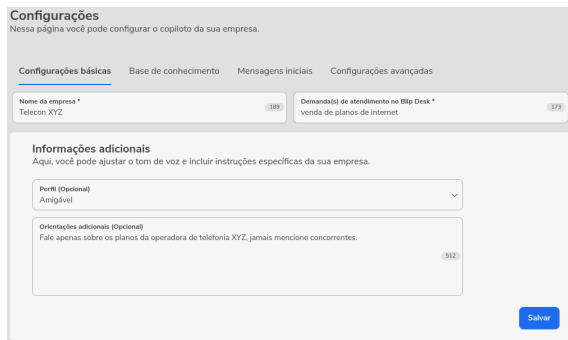 Configurações
Nessa página você pode configurar o copiloto da sua empresa.
Configurações básicas Base de conhecimento Mensagens iniciais Configurações avançadas
Nome da empresa *
Telecon XYZ
189
Demanda(s) de atendimento no Blip Desk *
venda de planos de internet
173
Informações adicionais
Aqui, você pode ajustar o tom de voz e incluir instruções específicas da sua empresa.
Perfil (Opcional)
Amigável
Orientações adicionais (Opcional)
Fale apenas sobre os planos da operadora de telefonia XYZ, jamais mencione concorrentes.
512
Salvar